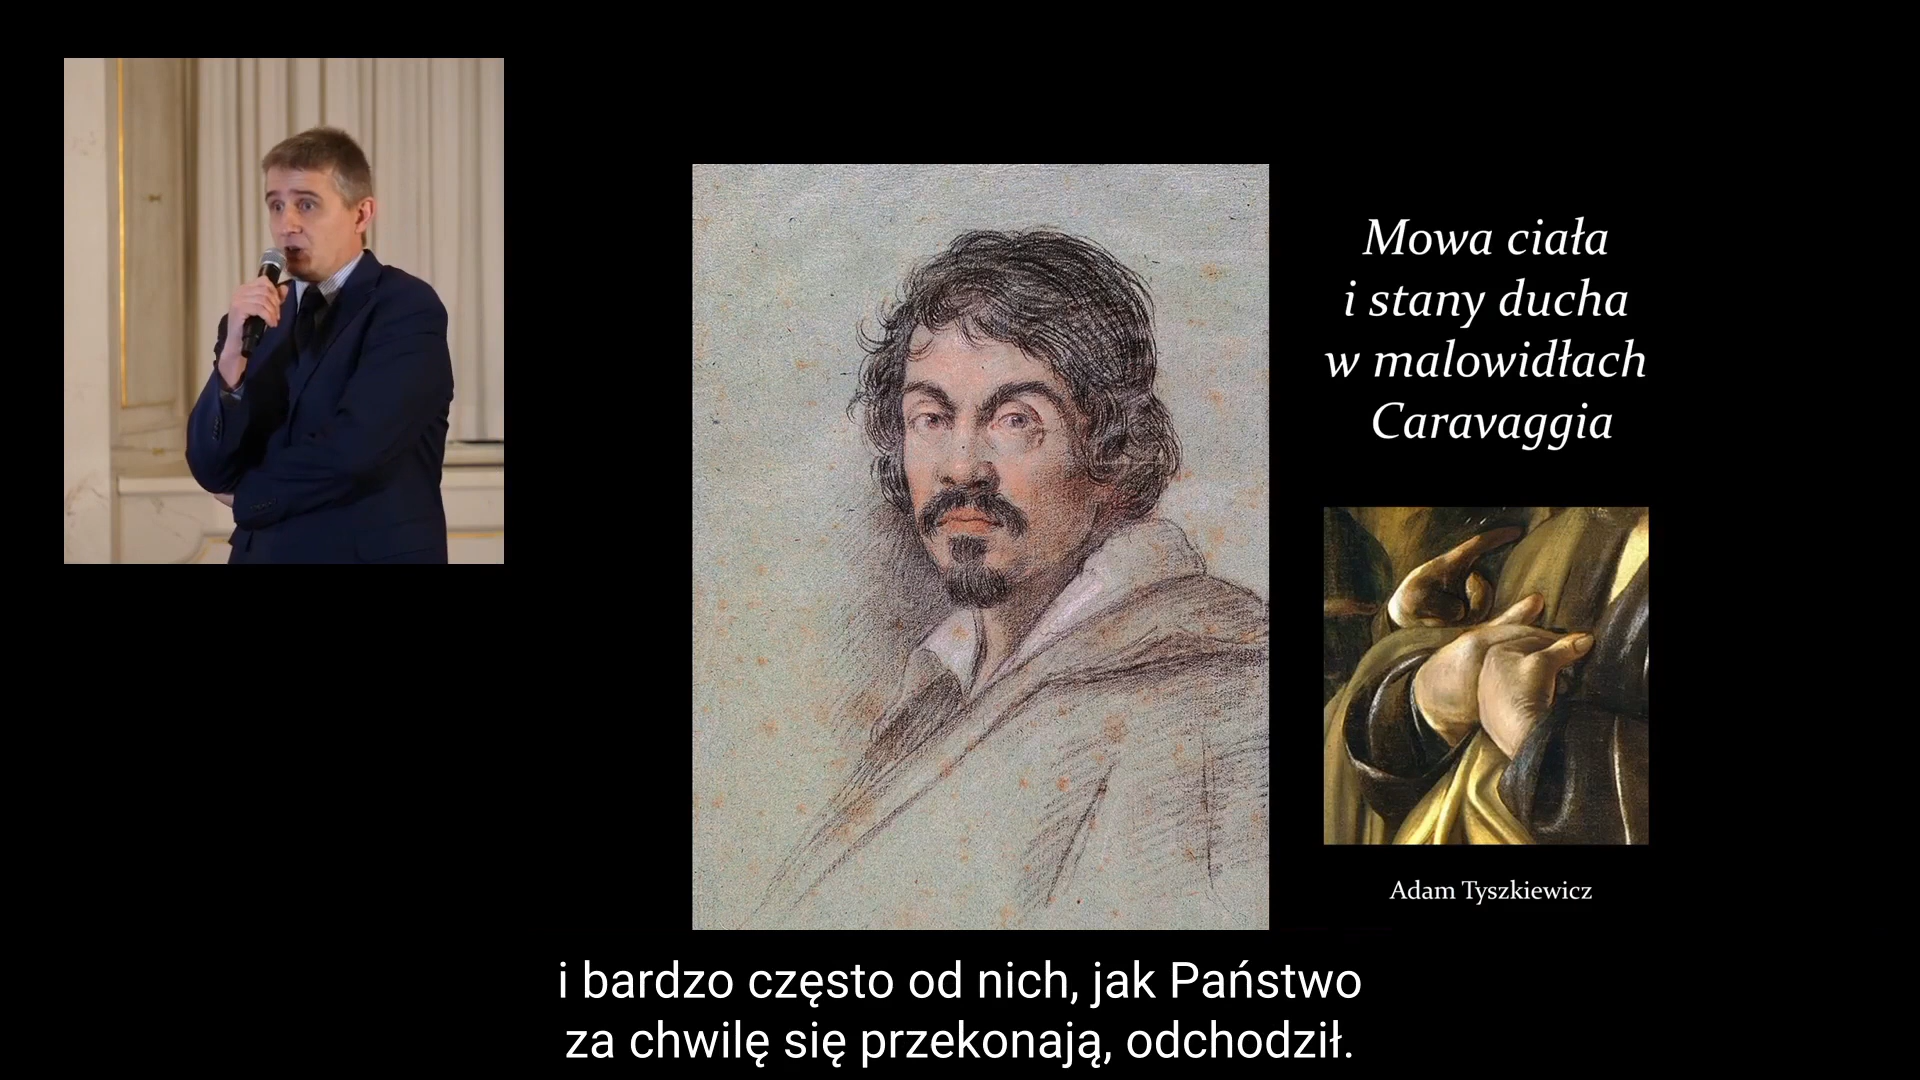 Mowa ciała
i stany ducha
w malowidłach
Caravaggia
Adam Tyszkiewicz
i bardzo często od nich, jak Państwo
za chwilę się przekonają, odchodził.